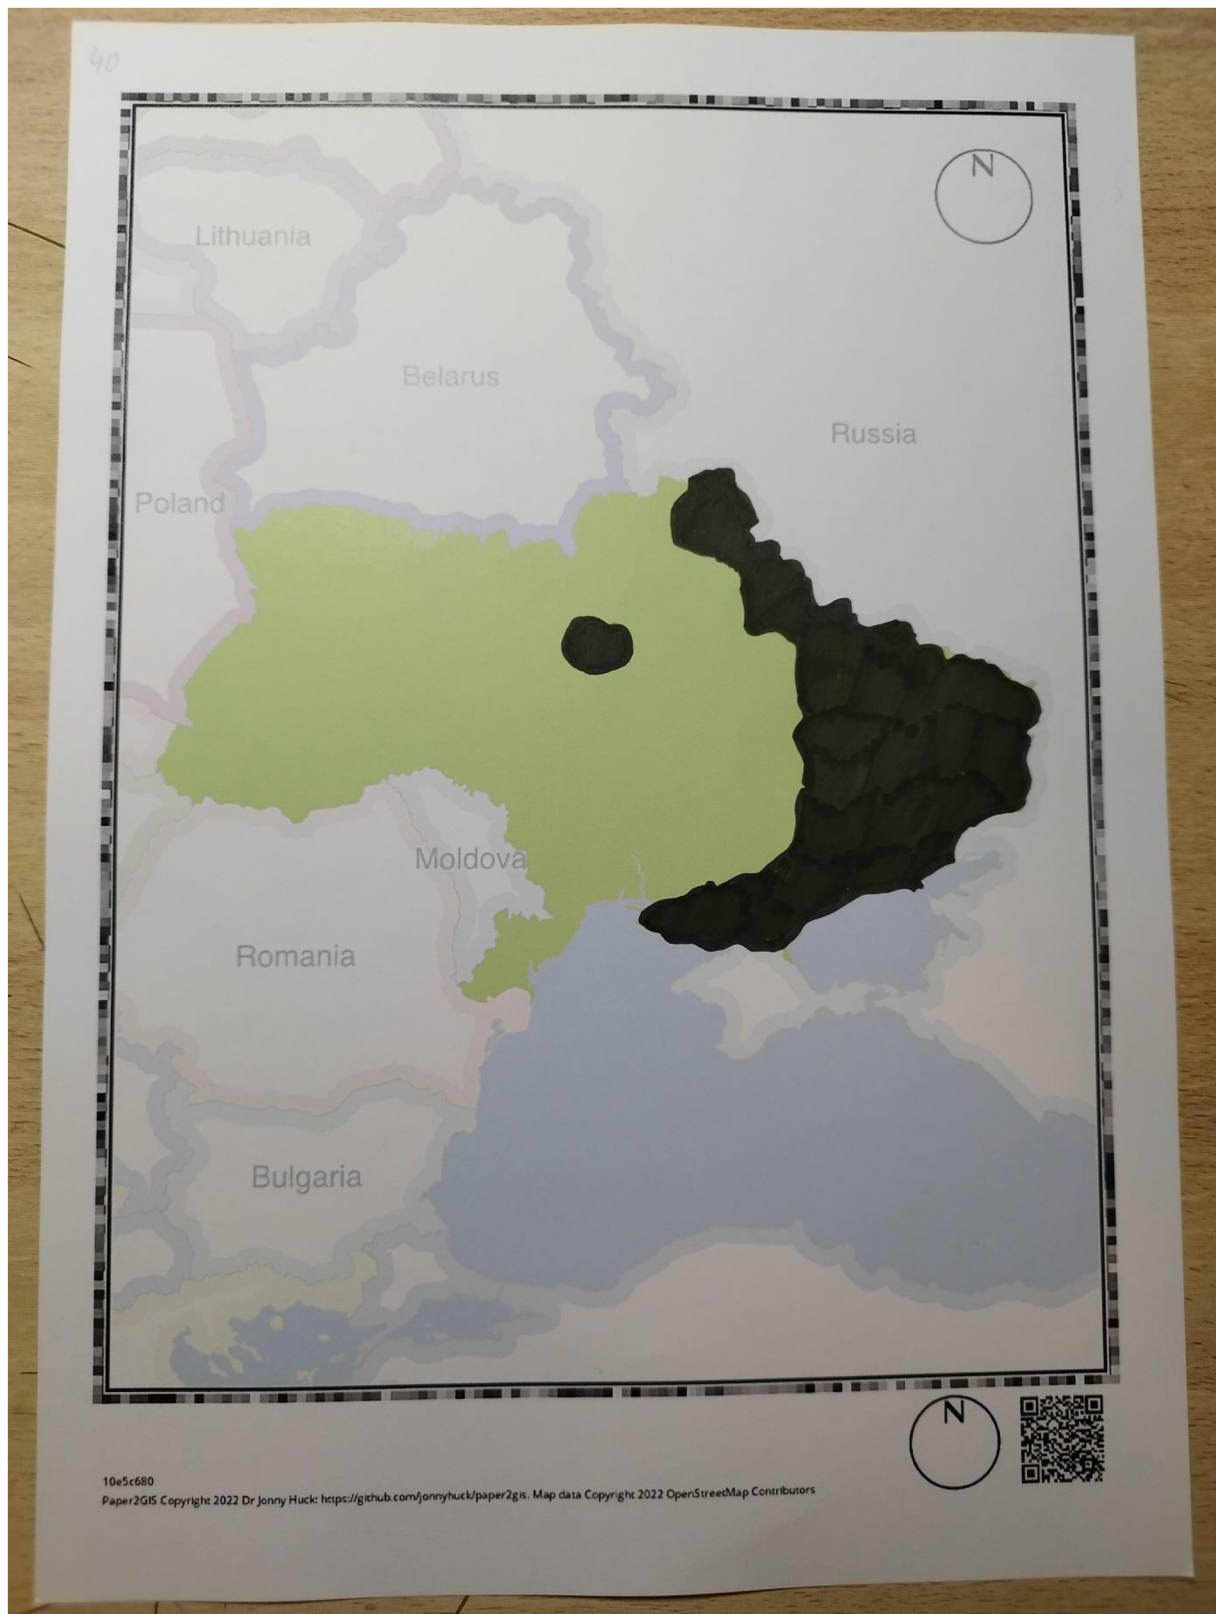 40
N
Lithuania
Belarus
Russia
Poland
Moldova
Romania
Bulgaria
N
10e5c680
Paper2GIS Copyright 2022 Dr Jonny Huck: https://github.com/jonnyhuck/paper2gis. Map data Copyright 2022 OpenStreetMap Contributors